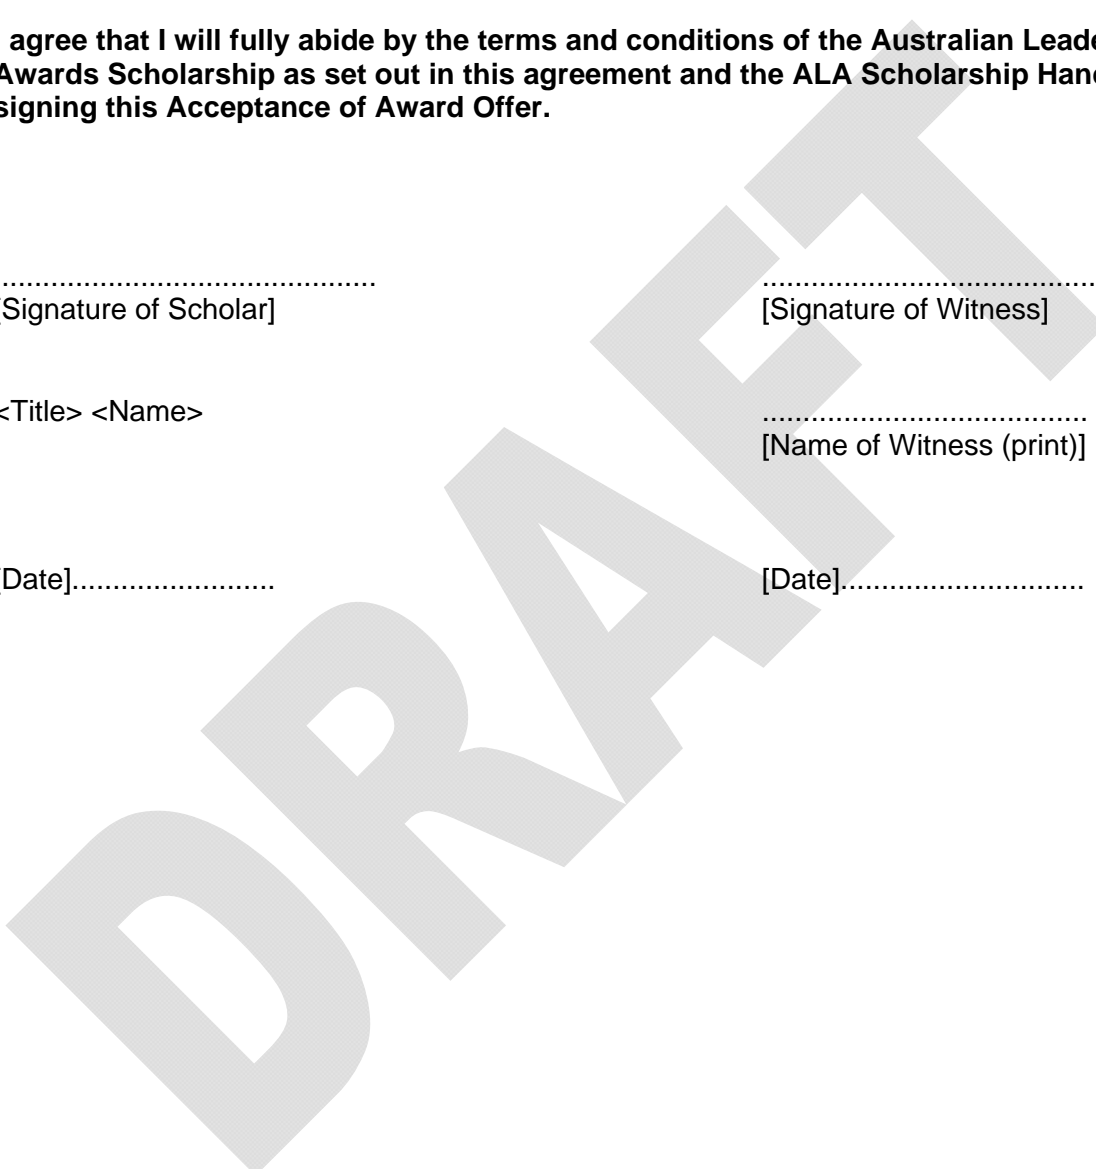 agree that I will fully abide by the terms and conditions of the Australian Leade
Awards Scholarship as set out in this agreement and the ALA Scholarship Hand
signing this Acceptance of Award Offer.
.............................................. .........................................
[Signature of Scholar] [Signature of Witness]
<Title> <Name> ........................................
[Name of Witness (print)]
[Date]......................... [Date]..............................
DRAFT